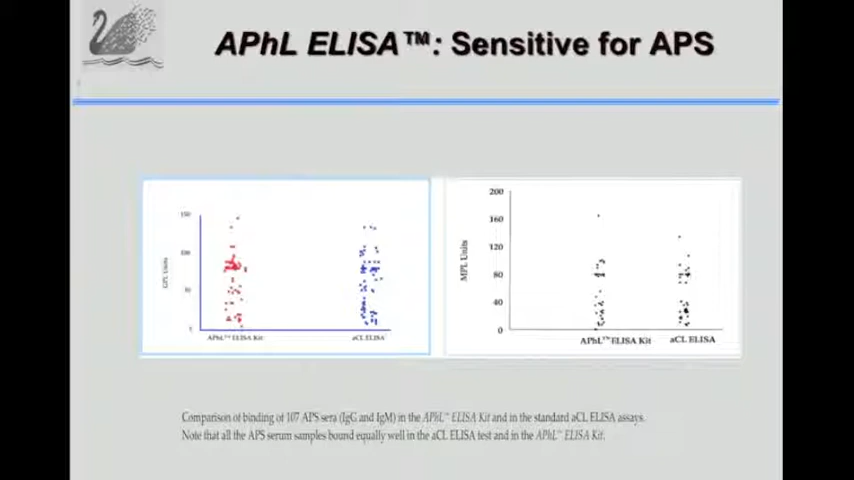 APhL ELISA™: Sensitive for APS
150
100
50
GPL Units
APhL™ ELISA Kit
aCL ELISA
200
160
120
80
40
0
MPL Units
APhL™ELISA Kit
aCL ELISA
Comparison of binding of 107 APS sera (IgG and IgM) in the APhL™ ELISA Kit and in the standard aCL ELISA assays.
Note that all the APS serum samples bound equally well in the aCL ELISA test and in the APhL™ ELISA Kit.